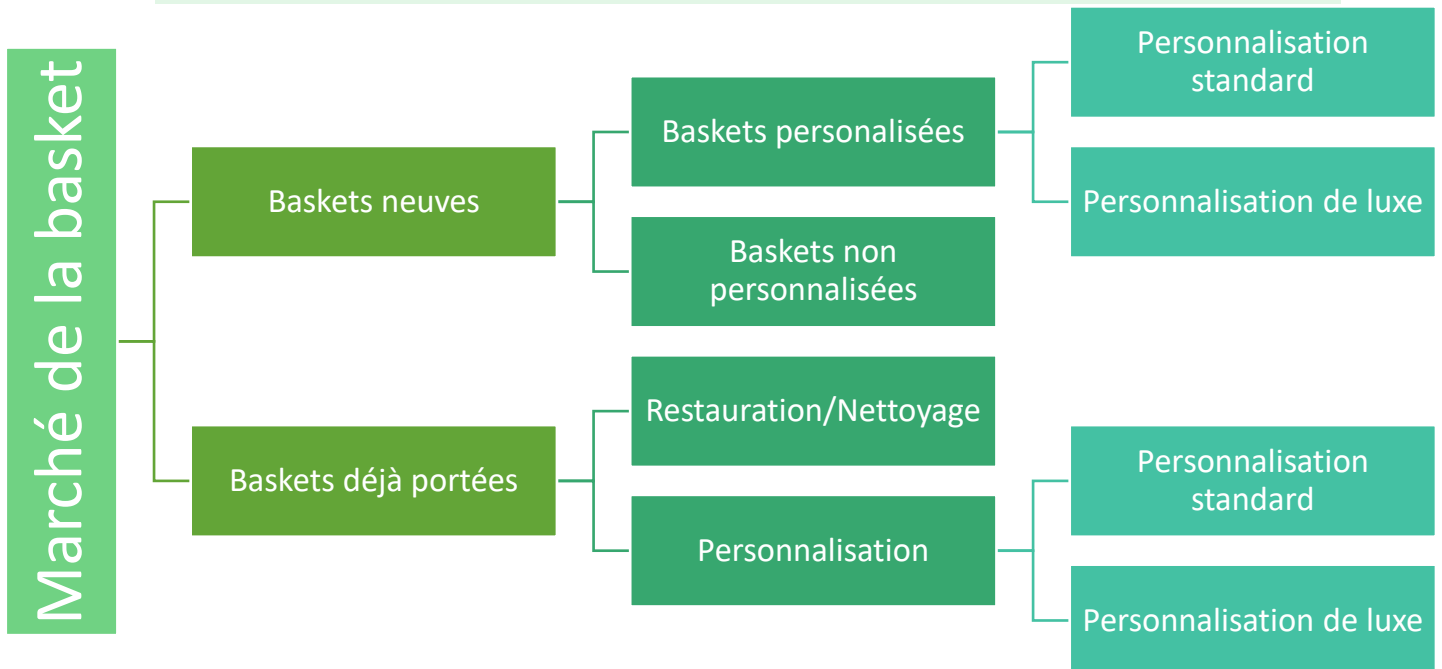 Marché de la basket
Baskets neuves
Baskets personalisées
Personnalisation
standard
Personnalisation de luxe
Baskets non
personnalisées
Baskets déjà portées
Restauration/Nettoyage
Personnalisation
Personnalisation
standard
Personnalisation de luxe